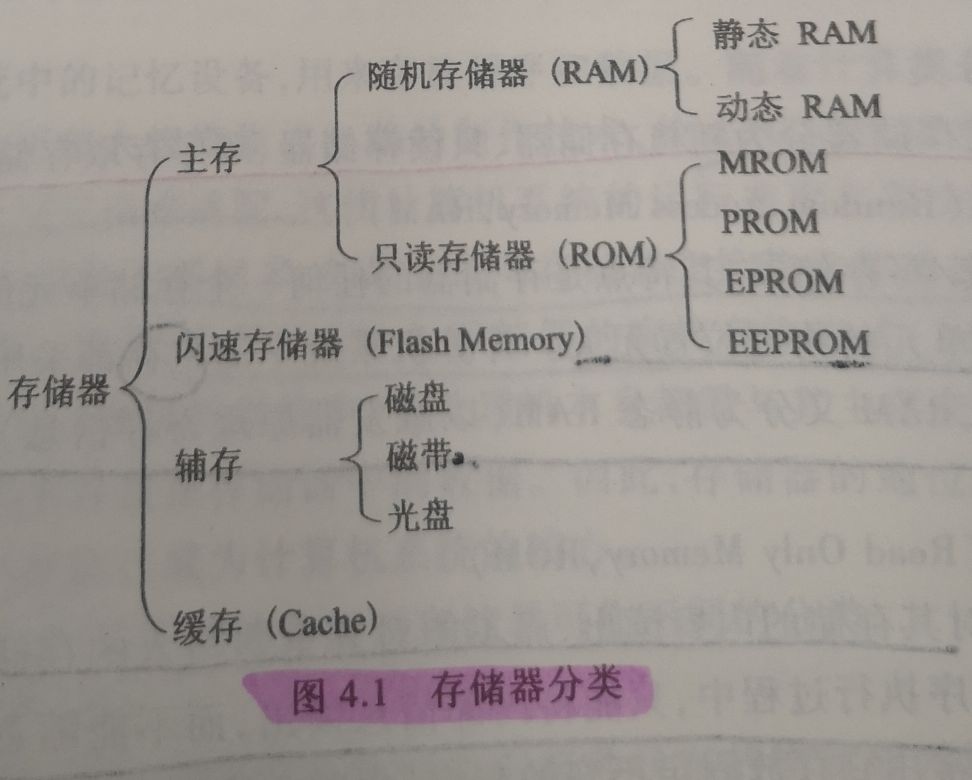 静态 RAM
随机存储器（RAM）
动态 RAM
主存
MROM
PROM
只读存储器（ROM）
EPROM
EEPROM
闪速存储器（Flash Memory）
存储器
磁盘
辅存
磁带
光盘
缓存（Cache）
图 4.1 存储器分类